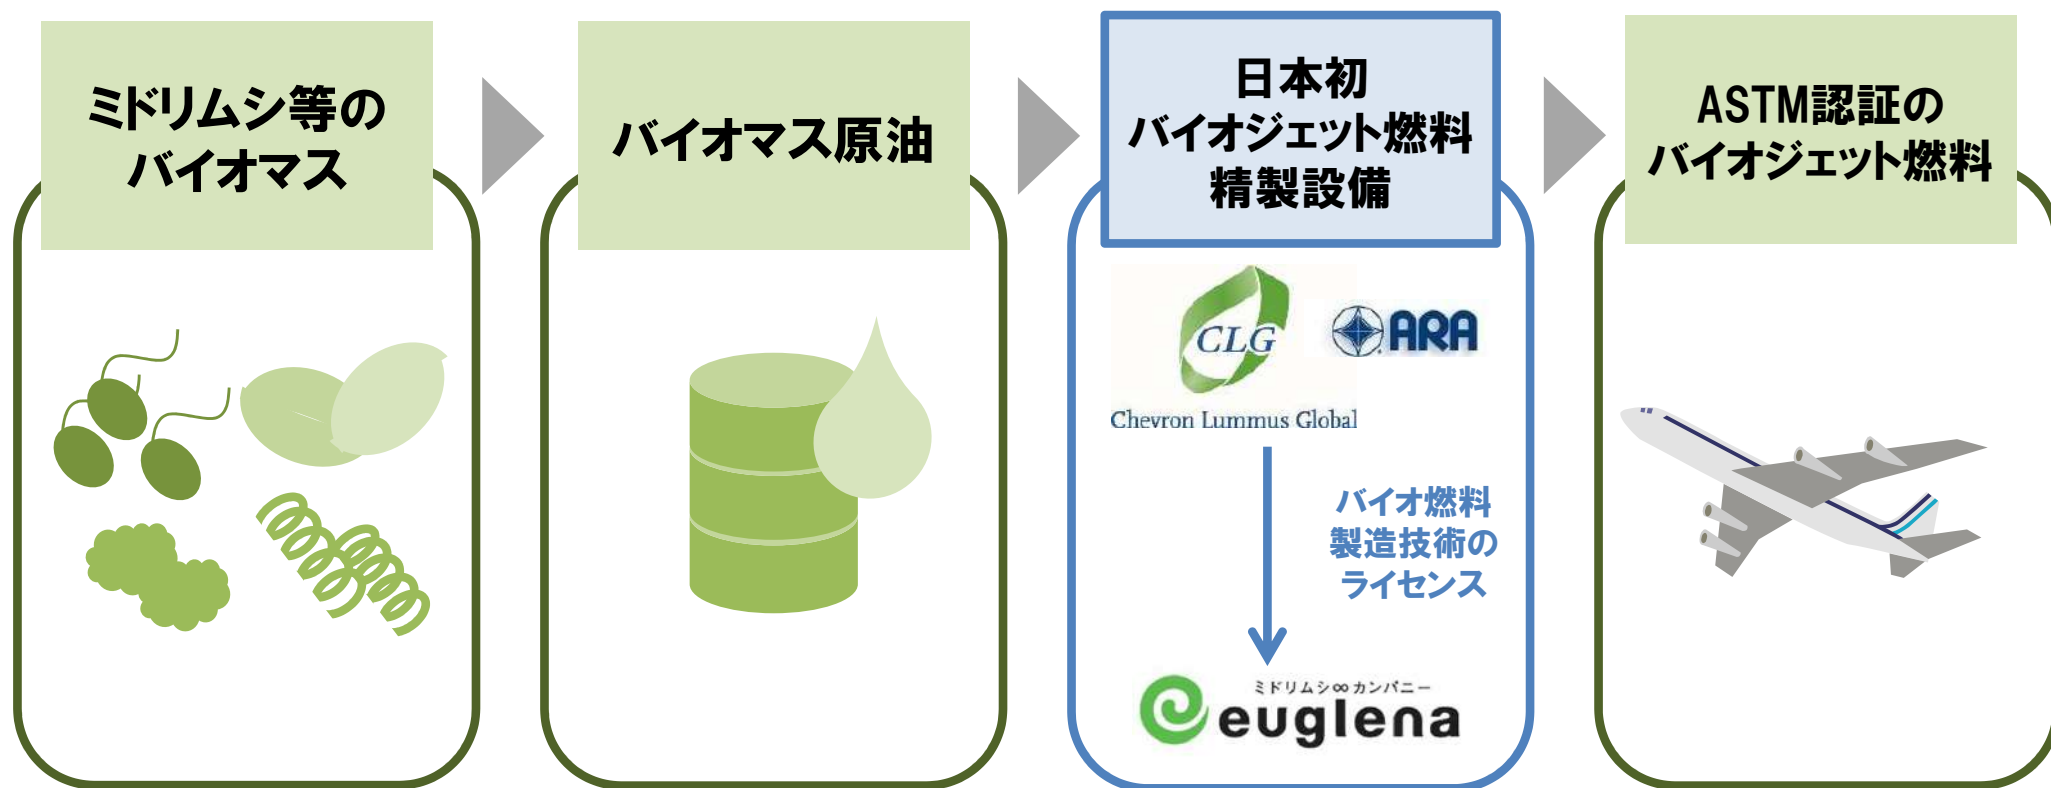 ミドリムシ等の
バイオマス
バイオマス原油
日本初
バイオジェット燃料
精製設備
CLG
Chevron Lummus Global
ARA
バイオ燃料
製造技術の
ライセンス
ミドリムシ∞カンパニー
euglena
ASTM認証の
バイオジェット燃料